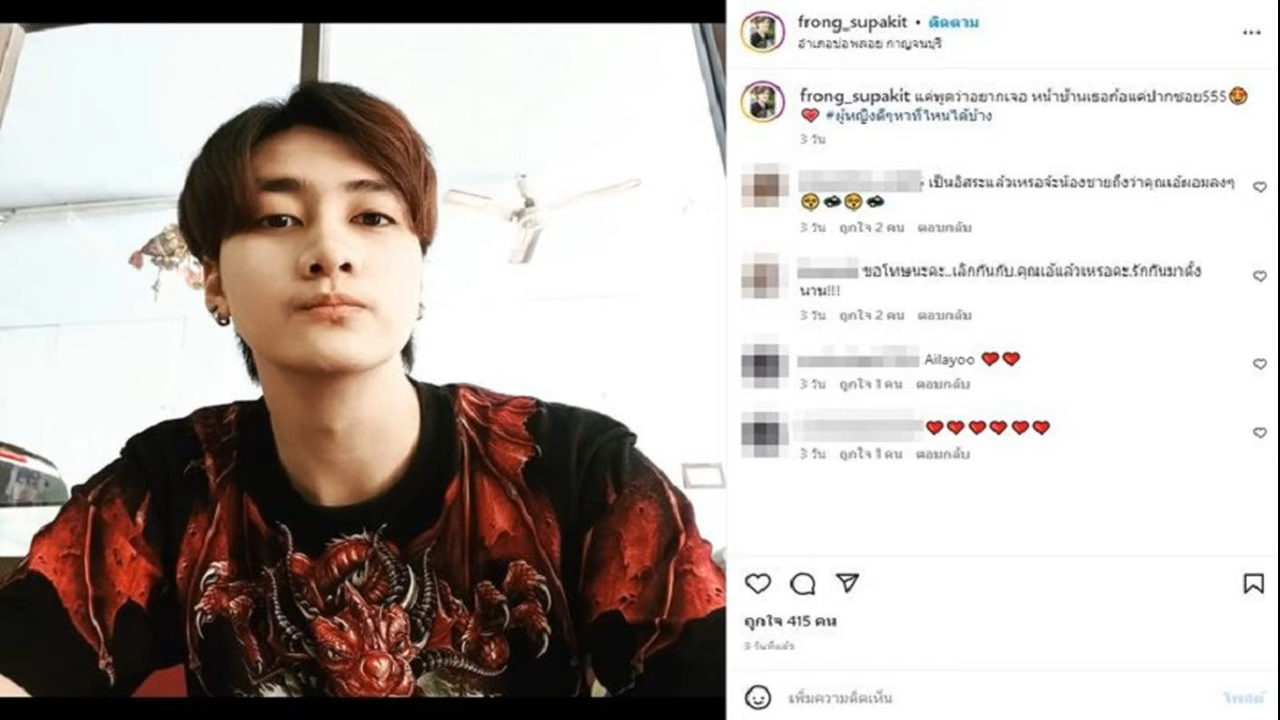 frong_supakit • ติดตาม
อำเภอบ่อพลอย กาญจนบุรี
frong_supakit แค่พูดว่าอยากเจอ หน้าบ้านเธอก้อแค่ปากซอย555😍
❤️ #ผู้หญิงดีๆหาที่ไหนได้บ้าง
3 วัน
เป็นอิสระแล้วเหรอจ้ะน้องชายถึงว่าคุณเอ้ผอมลงๆ
3 วัน ถูกใจ 2 คน ตอบกลับ
ขอโทษนะคะ..เลิกกันกับ.คุณเอ้แล้วเหรอคะ.รักกันมาตั้ง
นาน!!!
3 วัน ถูกใจ 2 คน ตอบกลับ
Ailayoo ❤️❤️
3 วัน ถูกใจ 1 คน ตอบกลับ
❤️❤️❤️❤️❤️❤️
3 วัน ถูกใจ 1 คน ตอบกลับ
ถูกใจ 415 คน
3 วันที่แล้ว
เพิ่มความคิดเห็น
โพสต์